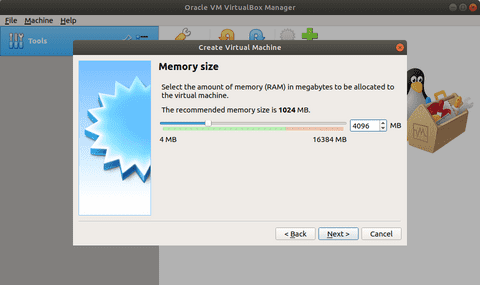 Oracle VM VirtualBox Manager
File Machine Help
Tools
Create Virtual Machine
Memory size
Select the amount of memory (RAM) in megabytes to be allocated to
the virtual machine.
The recommended memory size is 1024 MB.
4096 MB
4 MB 16384 MB
< Back Next > Cancel